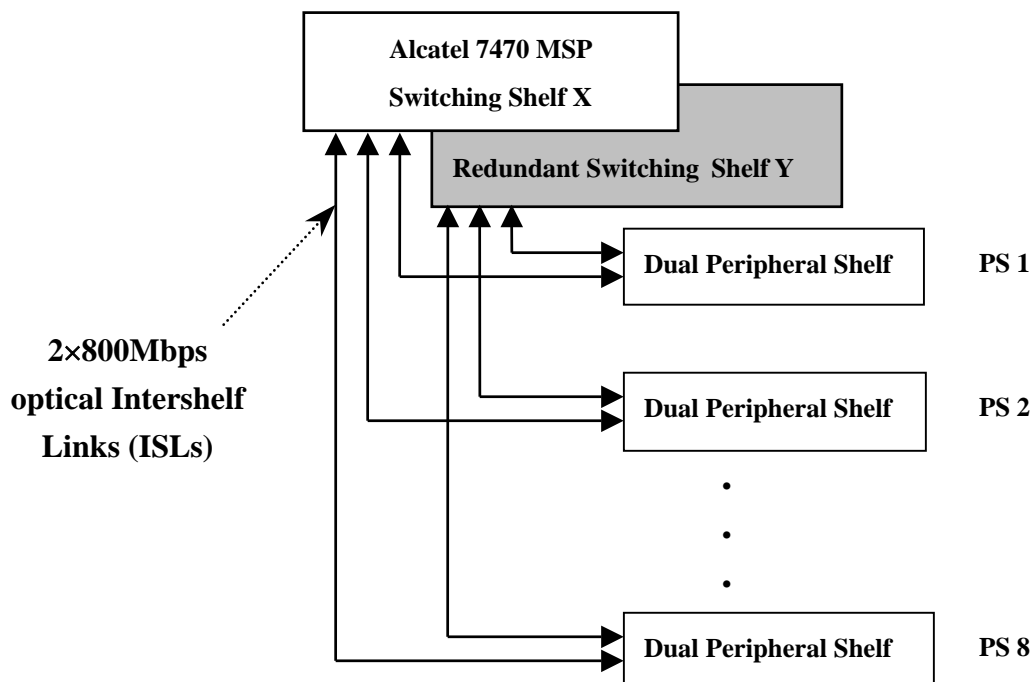 Alcatel 7470 MSP
Switching Shelf X
Redundant Switching Shelf Y
Dual Peripheral Shelf PS 1
2×800Mbps
optical Intershelf
Links (ISLs)
Dual Peripheral Shelf PS 2
Dual Peripheral Shelf PS 8